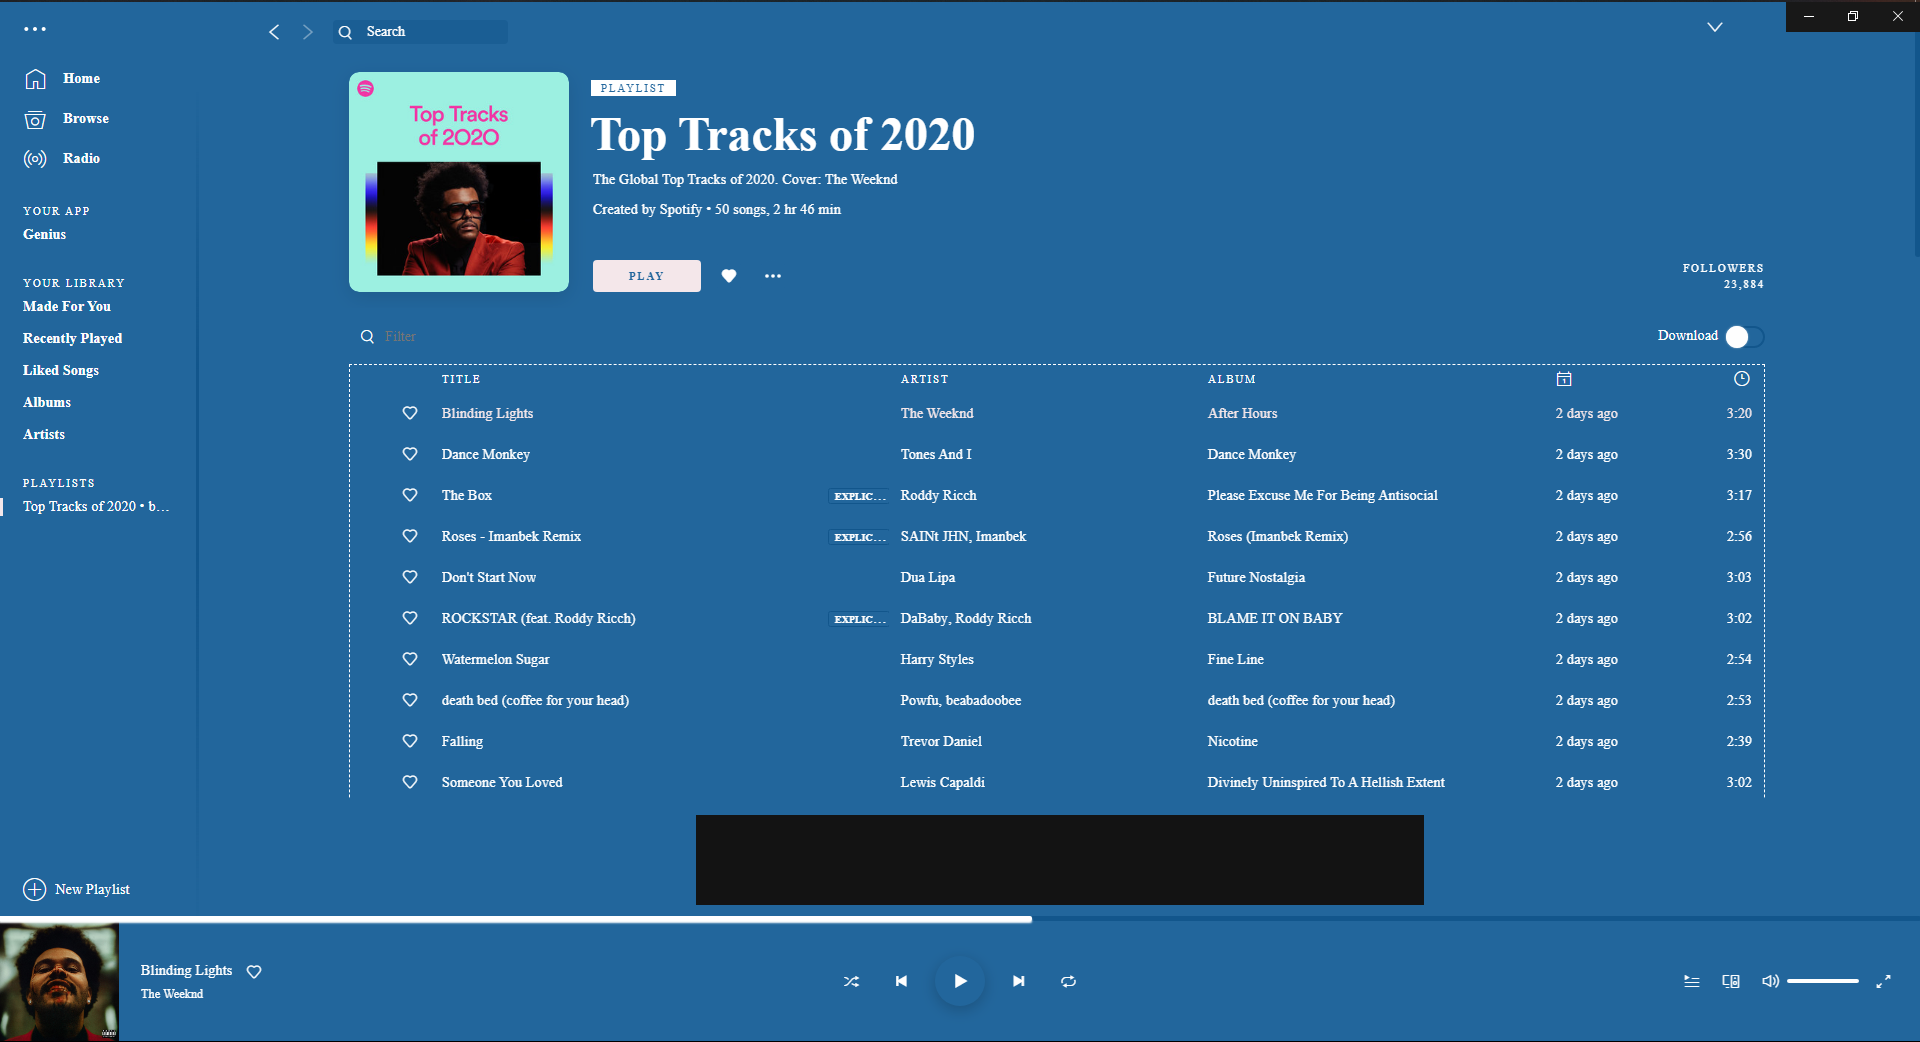 Search
Home
Browse
Radio
YOUR APP
Genius
YOUR LIBRARY
Made For You
Recently Played
Liked Songs
Albums
Artists
PLAYLISTS
Top Tracks of 2020 • b...
New Playlist
Top Tracks
of 2020
PLAYLIST
Top Tracks of 2020
The Global Top Tracks of 2020. Cover: The Weeknd
Created by Spotify • 50 songs, 2 hr 46 min
PLAY
FOLLOWERS
23,884
Filter
Download
TITLE ARTIST ALBUM
Blinding Lights The Weeknd After Hours 2 days ago 3:20
Dance Monkey Tones And I Dance Monkey 2 days ago 3:30
The Box EXPLIC... Roddy Ricch Please Excuse Me For Being Antisocial 2 days ago 3:17
Roses - Imanbek Remix EXPLIC... SAINt JHN, Imanbek Roses (Imanbek Remix) 2 days ago 2:56
Don't Start Now Dua Lipa Future Nostalgia 2 days ago 3:03
ROCKSTAR (feat. Roddy Ricch) EXPLIC... DaBaby, Roddy Ricch BLAME IT ON BABY 2 days ago 3:02
Watermelon Sugar Harry Styles Fine Line 2 days ago 2:54
death bed (coffee for your head) Powfu, beabadoobee death bed (coffee for your head) 2 days ago 2:53
Falling Trevor Daniel Nicotine 2 days ago 2:39
Someone You Loved Lewis Capaldi Divinely Uninspired To A Hellish Extent 2 days ago 3:02
Blinding Lights
The Weeknd